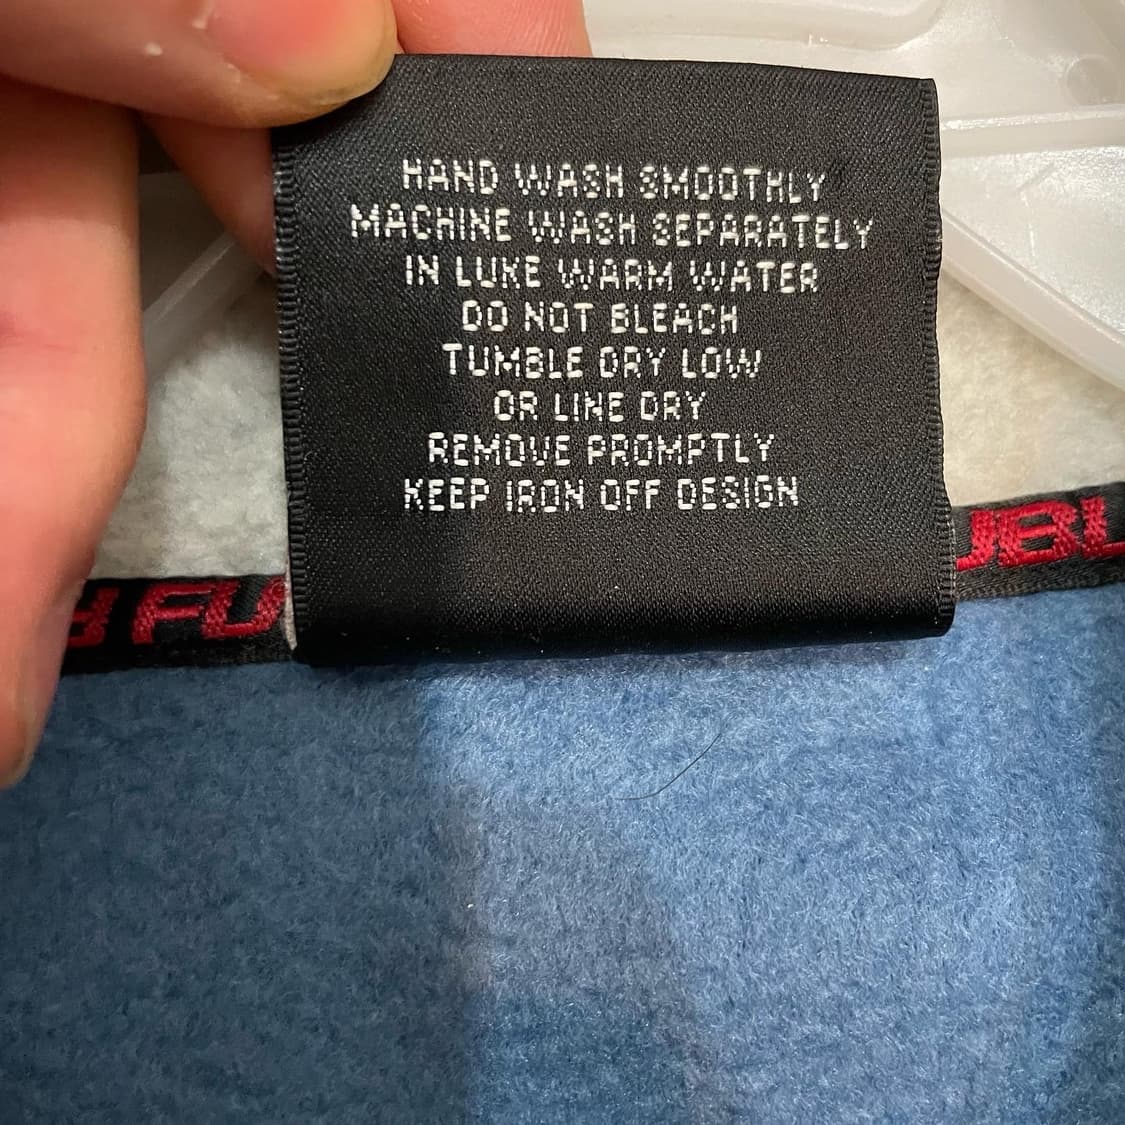 HAND WASH SMOOTHLY
MACHINE WASH SEPARATELY
IN LUKE WARM WATER
DO NOT BLEACH
TUMBLE DRY LOW
OR LINE DRY
REMOVE PROMPTLY
KEEP IRON OFF DESIGN